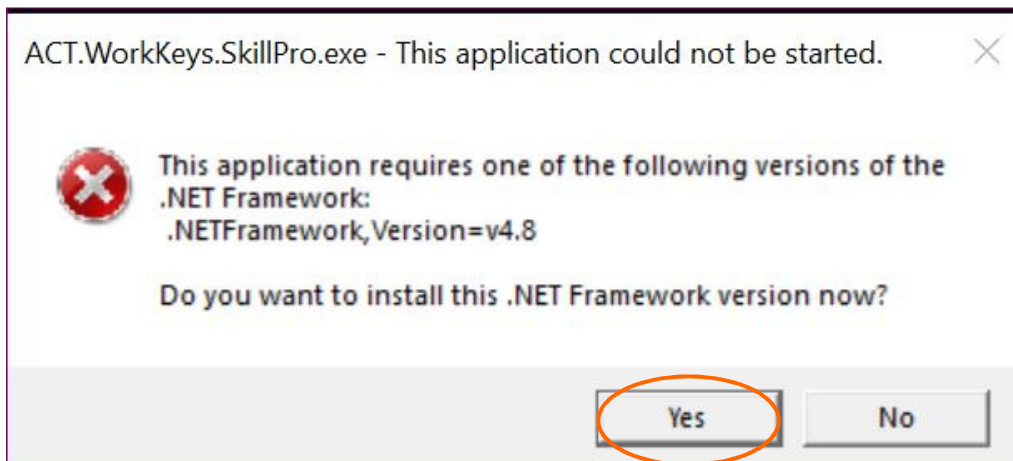 ACT.WorkKeys.SkillPro.exe - This application could not be started.
This application requires one of the following versions of the
.NET Framework:
.NETFramework,Version=v4.8
Do you want to install this .NET Framework version now?
Yes
No